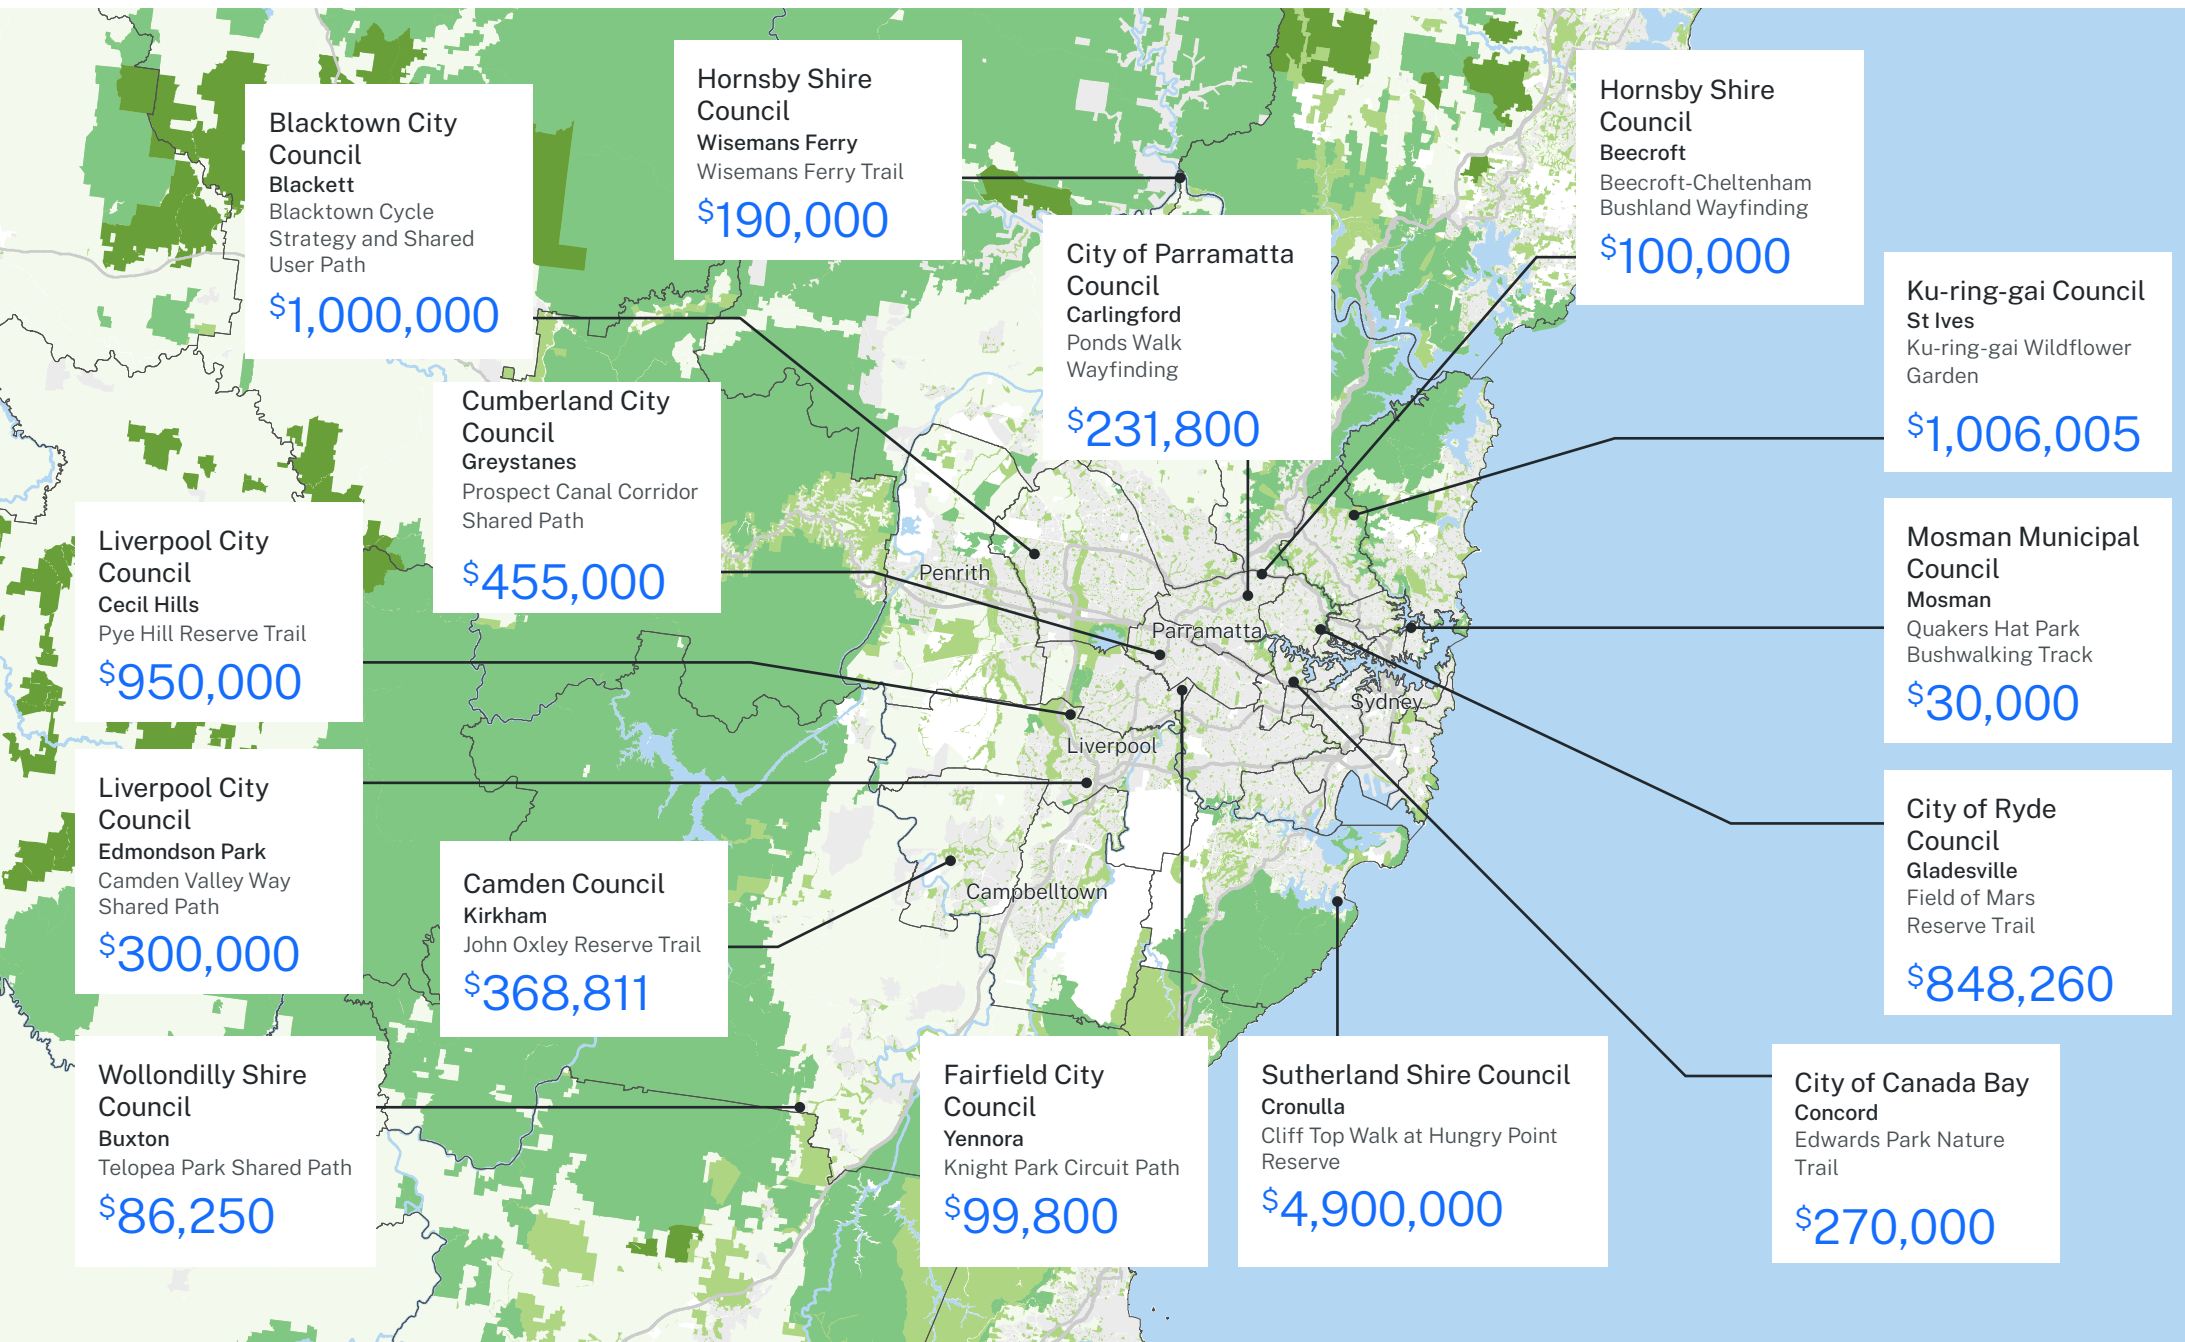 Blacktown City
Council
Blackett
Blacktown Cycle
Strategy and Shared
User Path
$1,000,000
Hornsby Shire
Council
Wisemans Ferry
Wisemans Ferry Trail
$190,000
City of Parramatta
Council
Carlingford
Ponds Walk
Wayfinding
$231,800
Hornsby Shire
Council
Beecroft
Beecroft-Cheltenham
Bushland Wayfinding
$100,000
Ku-ring-gai Council
St Ives
Ku-ring-gai Wildflower
Garden
$1,006,005
Cumberland City
Council
Greystanes
Prospect Canal Corridor
Shared Path
$455,000
Liverpool City
Council
Cecil Hills
Pye Hill Reserve Trail
$950,000
Mosman Municipal
Council
Mosman
Quakers Hat Park
Bushwalking Track
$30,000
Penrith
Parramatta
Sydney
Liverpool
Campbelltown
Liverpool City
Council
Edmondson Park
Camden Valley Way
Shared Path
$300,000
Camden Council
Kirkham
John Oxley Reserve Trail
$368,811
City of Ryde
Council
Gladesville
Field of Mars
Reserve Trail
$848,260
Wollondilly Shire
Council
Buxton
Telopea Park Shared Path
$86,250
Fairfield City
Council
Yennora
Knight Park Circuit Path
$99,800
Sutherland Shire Council
Cronulla
Cliff Top Walk at Hungry Point
Reserve
$4,900,000
City of Canada Bay
Concord
Edwards Park Nature
Trail
$270,000